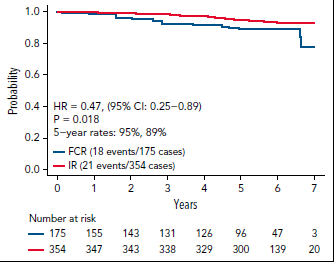 1.0
0.8
0.6
0.4
0.2
0.0
Probability
HR = 0.47, (95% CI: 0.25–0.89)
P = 0.018
5-year rates: 95%, 89%
FCR (18 events/175 cases)
IR (21 events/354 cases)
0 1 2 3 4 5 6 7
Years
Number at risk
175 155 143 131 126 96 47 3
354 347 343 338 329 300 139 20